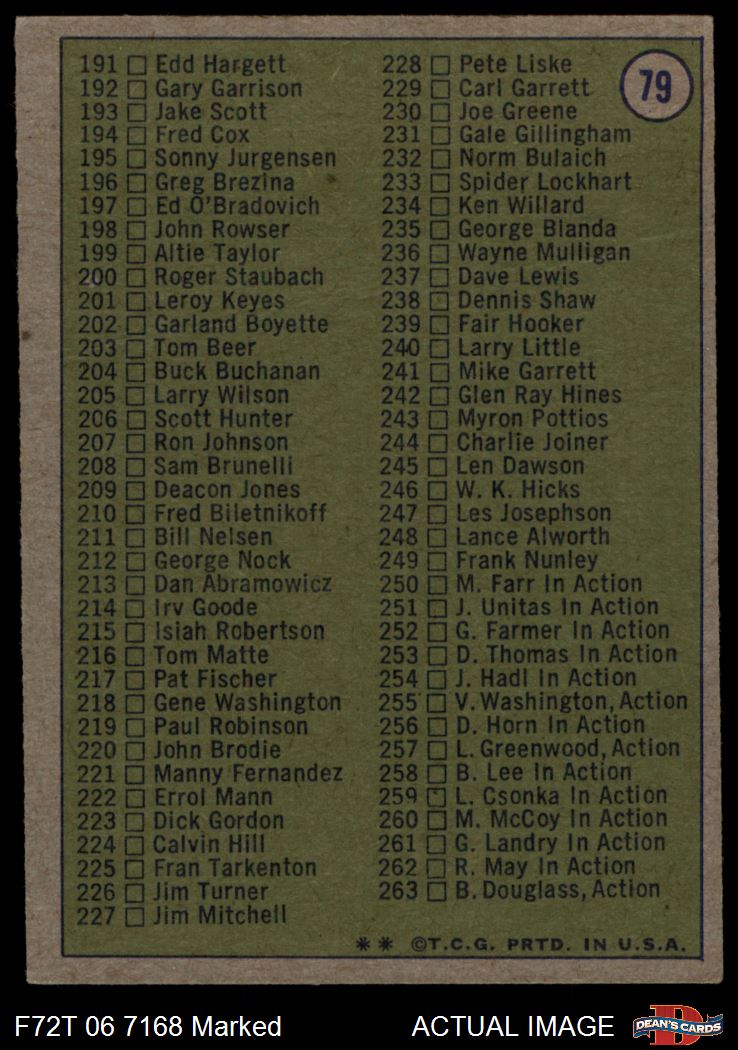 79
191 □ Edd Hargett
192 □ Gary Garrison
193 □ Jake Scott
194 □ Fred Cox
195 □ Sonny Jurgensen
196 □ Greg Brezina
197 □ Ed O'Bradovich
198 □ John Rowser
199 □ Altie Taylor
200 □ Roger Staubach
201 □ Leroy Keyes
202 □ Garland Boyette
203 □ Tom Beer
204 □ Buck Buchanan
205 □ Larry Wilson
206 □ Scott Hunter
207 □ Ron Johnson
208 □ Sam Brunelli
209 □ Deacon Jones
210 □ Fred Biletnikoff
211 □ Bill Nelsen
212 □ George Nock
213 □ Dan Abramowicz
214 □ Irv Goode
215 □ Isiah Robertson
216 □ Tom Matte
217 □ Pat Fischer
218 □ Gene Washington
219 □ Paul Robinson
220 □ John Brodie
221 □ Manny Fernandez
222 □ Errol Mann
223 □ Dick Gordon
224 □ Calvin Hill
225 □ Fran Tarkenton
226 □ Jim Turner
227 □ Jim Mitchell
228 □ Pete Liske
229 □ Carl Garrett
230 □ Joe Greene
231 □ Gale Gillingham
232 □ Norm Bulaich
233 □ Spider Lockhart
234 □ Ken Willard
235 □ George Blanda
236 □ Wayne Mulligan
237 □ Dave Lewis
238 □ Dennis Shaw
239 □ Fair Hooker
240 □ Larry Little
241 □ Mike Garrett
242 □ Glen Ray Hines
243 □ Myron Pottios
244 □ Charlie Joiner
245 □ Len Dawson
246 □ W. K. Hicks
247 □ Les Josephson
248 □ Lance Alworth
249 □ Frank Nunley
250 □ M. Farr In Action
251 □ J. Unitas In Action
252 □ G. Farmer In Action
253 □ D. Thomas In Action
254 □ J. Hadl In Action
255 □ V. Washington, Action
256 □ D. Horn In Action
257 □ L. Greenwood, Action
258 □ B. Lee In Action
259 □ L. Csonka In Action
260 □ M. McCoy In Action
261 □ G. Landry In Action
262 □ R. May In Action
263 □ B. Douglass, Action
** ©T.C.G. PRTD. IN U.S.A.
F72T 06 7168 Marked
ACTUAL IMAGE
D
DEAN'S CARDS